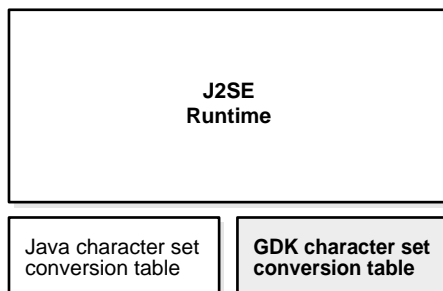 J2SE
Runtime
Java character set
conversion table
GDK character set
conversion table